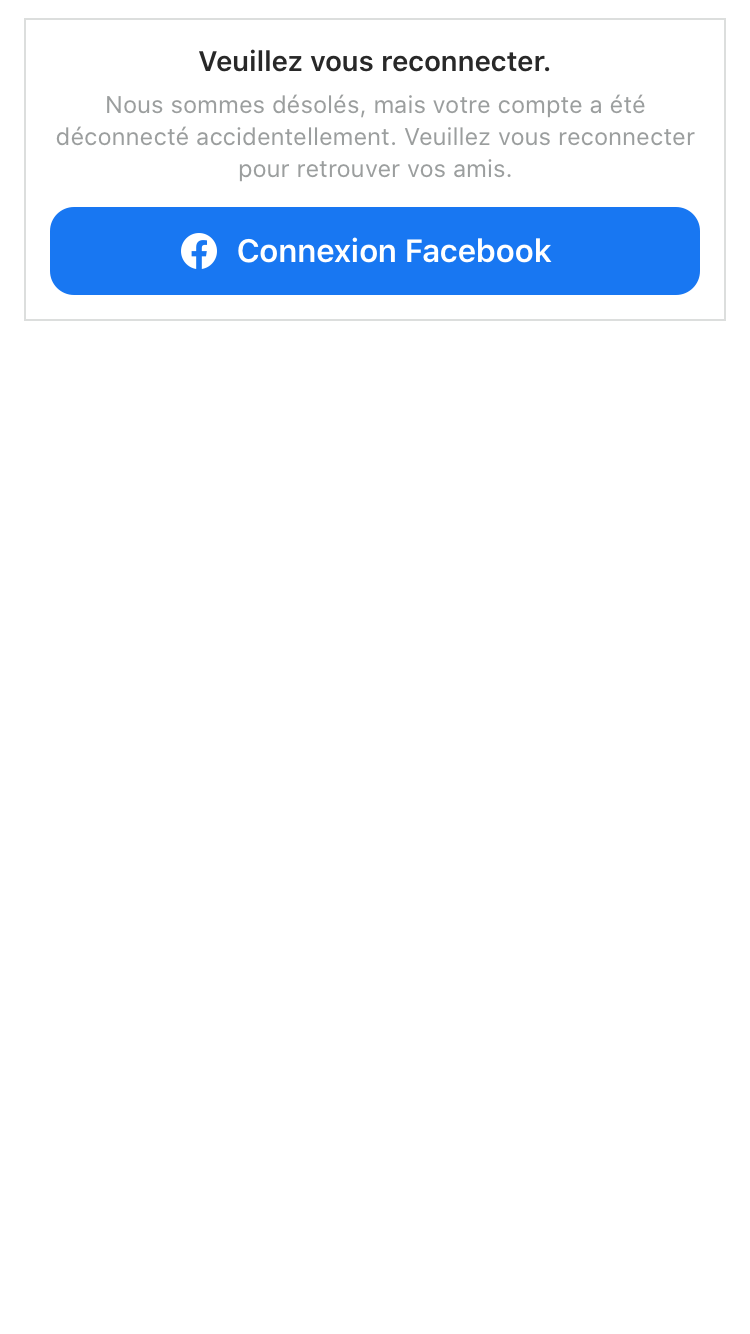 Veuillez vous reconnecter.
Nous sommes désolés, mais votre compte a été
déconnecté accidentellement. Veuillez vous reconnecter
pour retrouver vos amis.
Connexion Facebook